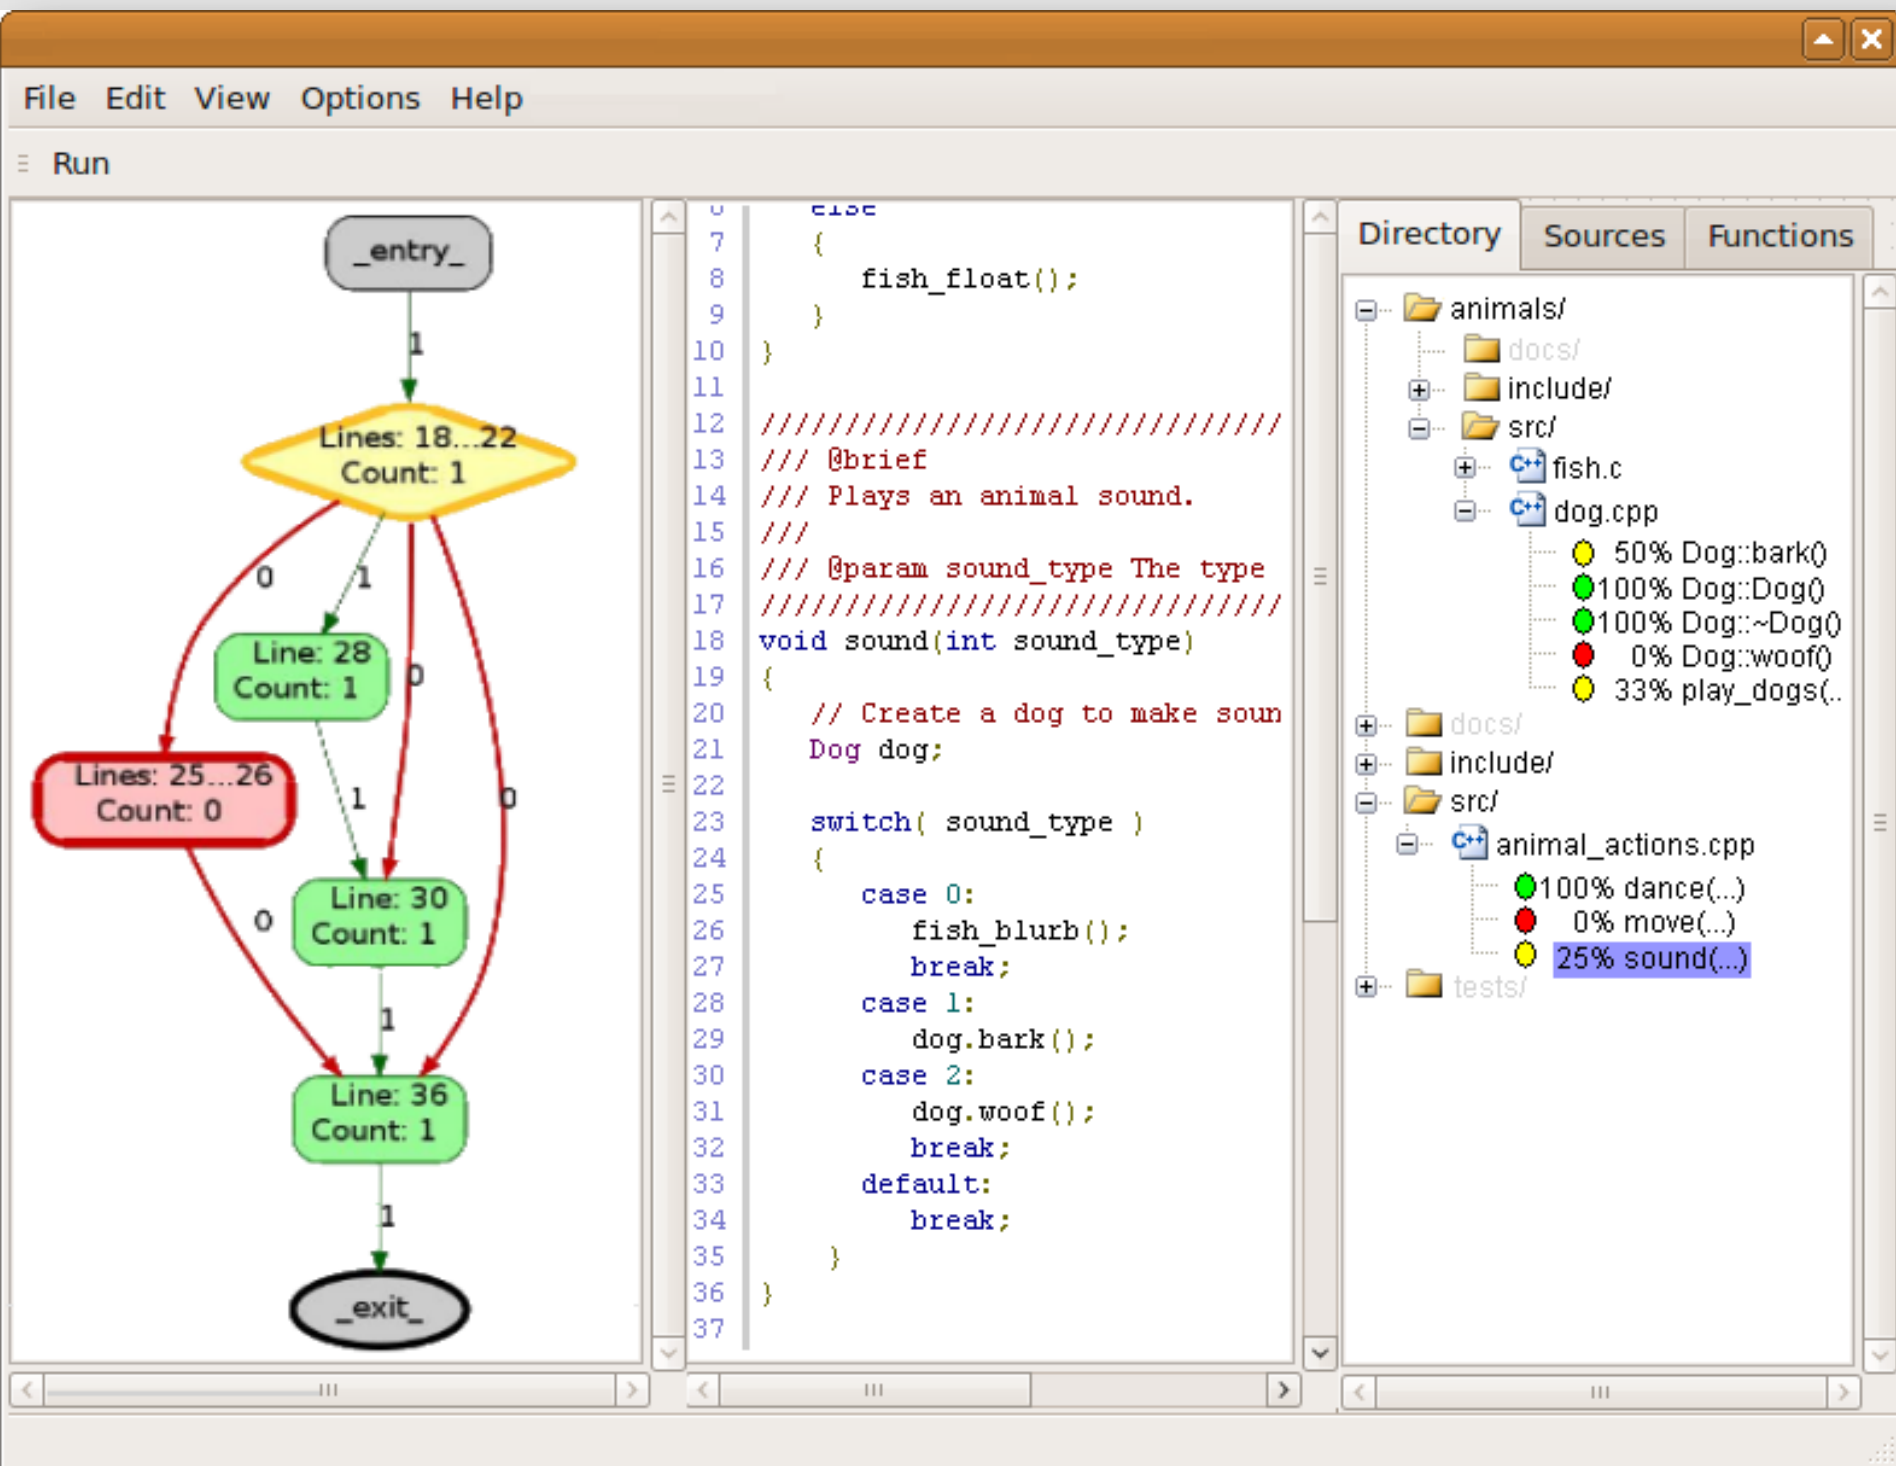 File Edit View Options Help
Run
_entry_
1
Lines: 18...22
Count: 1
0
1
0
0
Line: 28
Count: 1
Lines: 25...26
Count: 0
1
0
Line: 30
Count: 1
1
Line: 36
Count: 1
1
_exit_
6 else
7 {
8 fish_float();
9 }
10 }
11
12 ///////////////////////////////
13 /// @brief
14 /// Plays an animal sound.
15 ///
16 /// @param sound_type The type
17 ///////////////////////////////
18 void sound(int sound_type)
19 {
20 // Create a dog to make soun
21 Dog dog;
22
23 switch( sound_type )
24 {
25 case 0:
26 fish_blurb();
27 break;
28 case 1:
29 dog.bark();
30 case 2:
31 dog.woof();
32 break;
33 default:
34 break;
35 }
36 }
37
Directory Sources Functions
animals/
docs/
include/
src/
C++ fish.c
C++ dog.cpp
50% Dog::bark()
100% Dog::Dog()
100% Dog::~Dog()
0% Dog::woof()
33% play_dogs(..
docs/
include/
src/
C++ animal_actions.cpp
100% dance(...)
0% move(...)
25% sound(...)
tests/